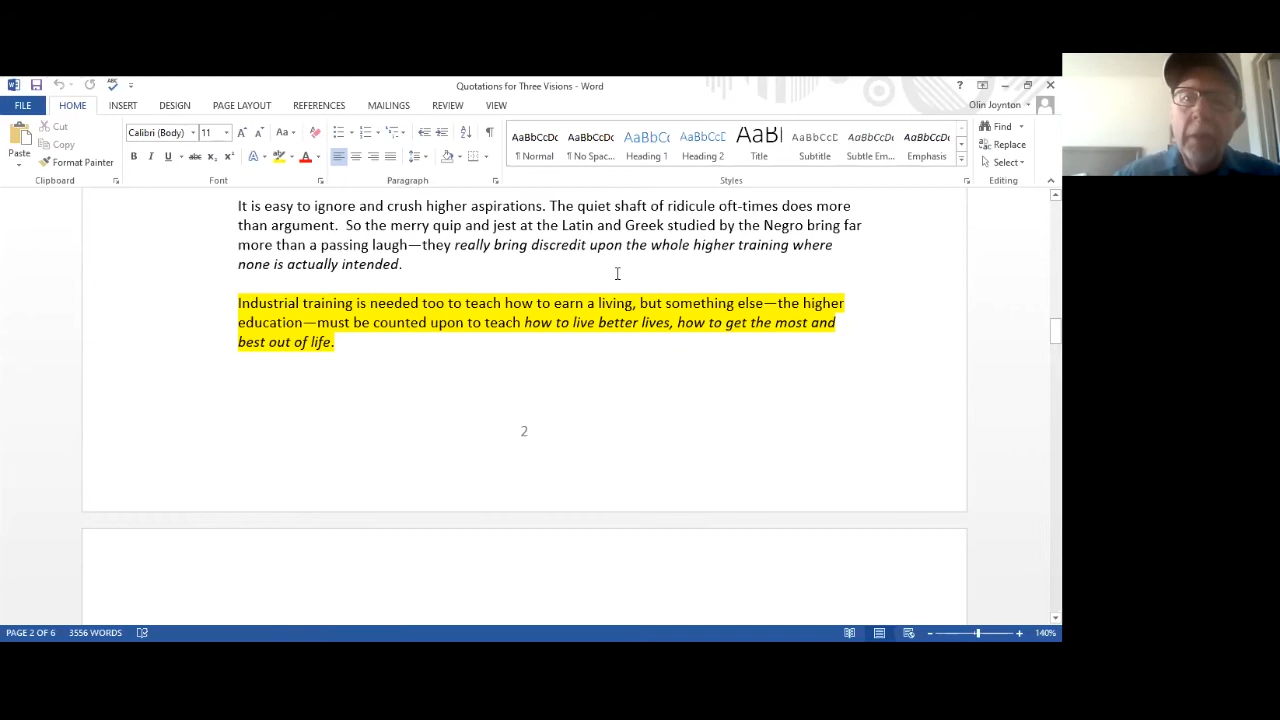 Quotations for Three Visions - Word
FILE HOME INSERT DESIGN PAGE LAYOUT REFERENCES MAILINGS REVIEW VIEW
Olin Joynton
Paste
Cut
Copy
Format Painter
Clipboard
Calibri (Body) 11
Font
Paragraph
AaBbCcDc AaBbCcDc AaBbCc AaBbCcD AaB AaBbCcD AaBbCcDc AaBbCcDc
¶ Normal ¶ No Spac... Heading 1 Heading 2 Title Subtitle Subtle Em... Emphasis
Styles
Find
Replace
Select
Editing
It is easy to ignore and crush higher aspirations. The quiet shaft of ridicule oft-times does more
than argument. So the merry quip and jest at the Latin and Greek studied by the Negro bring far
more than a passing laugh—they really bring discredit upon the whole higher training where
none is actually intended.
Industrial training is needed too to teach how to earn a living, but something else—the higher
education—must be counted upon to teach how to live better lives, how to get the most and
best out of life.
2
PAGE 2 OF 6 3556 WORDS
140%